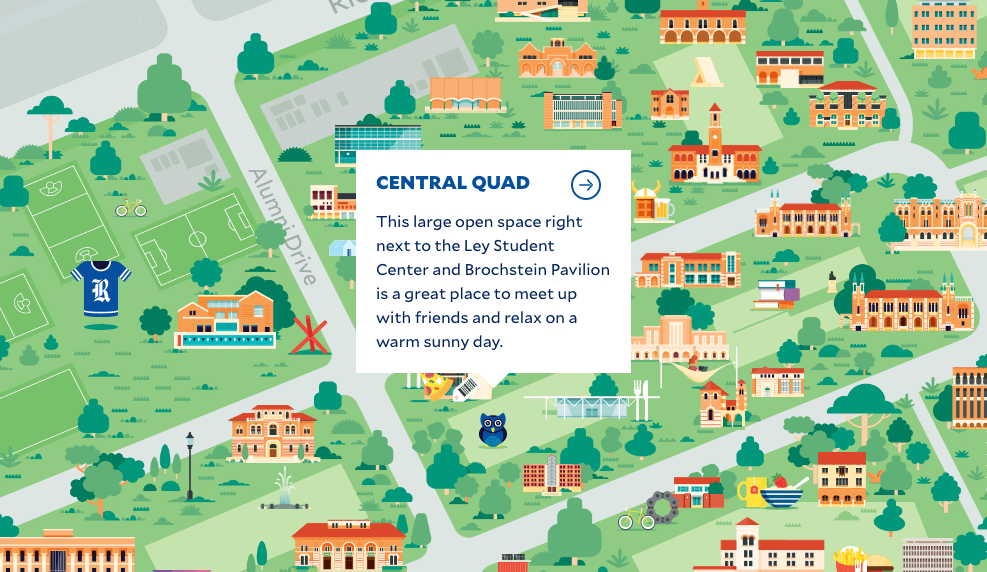 Alumni Drive
CENTRAL QUAD
This large open space right
next to the Ley Student
Center and Brochstein Pavilion
is a great place to meet up
with friends and relax on a
warm sunny day.
R